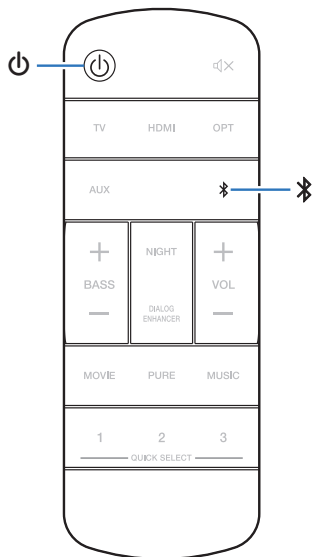 TV HDMI OPT
AUX
+ NIGHT +
BASS VOL
- DIALOG -
ENHANCER
MOVIE PURE MUSIC
1 2 3
QUICK SELECT